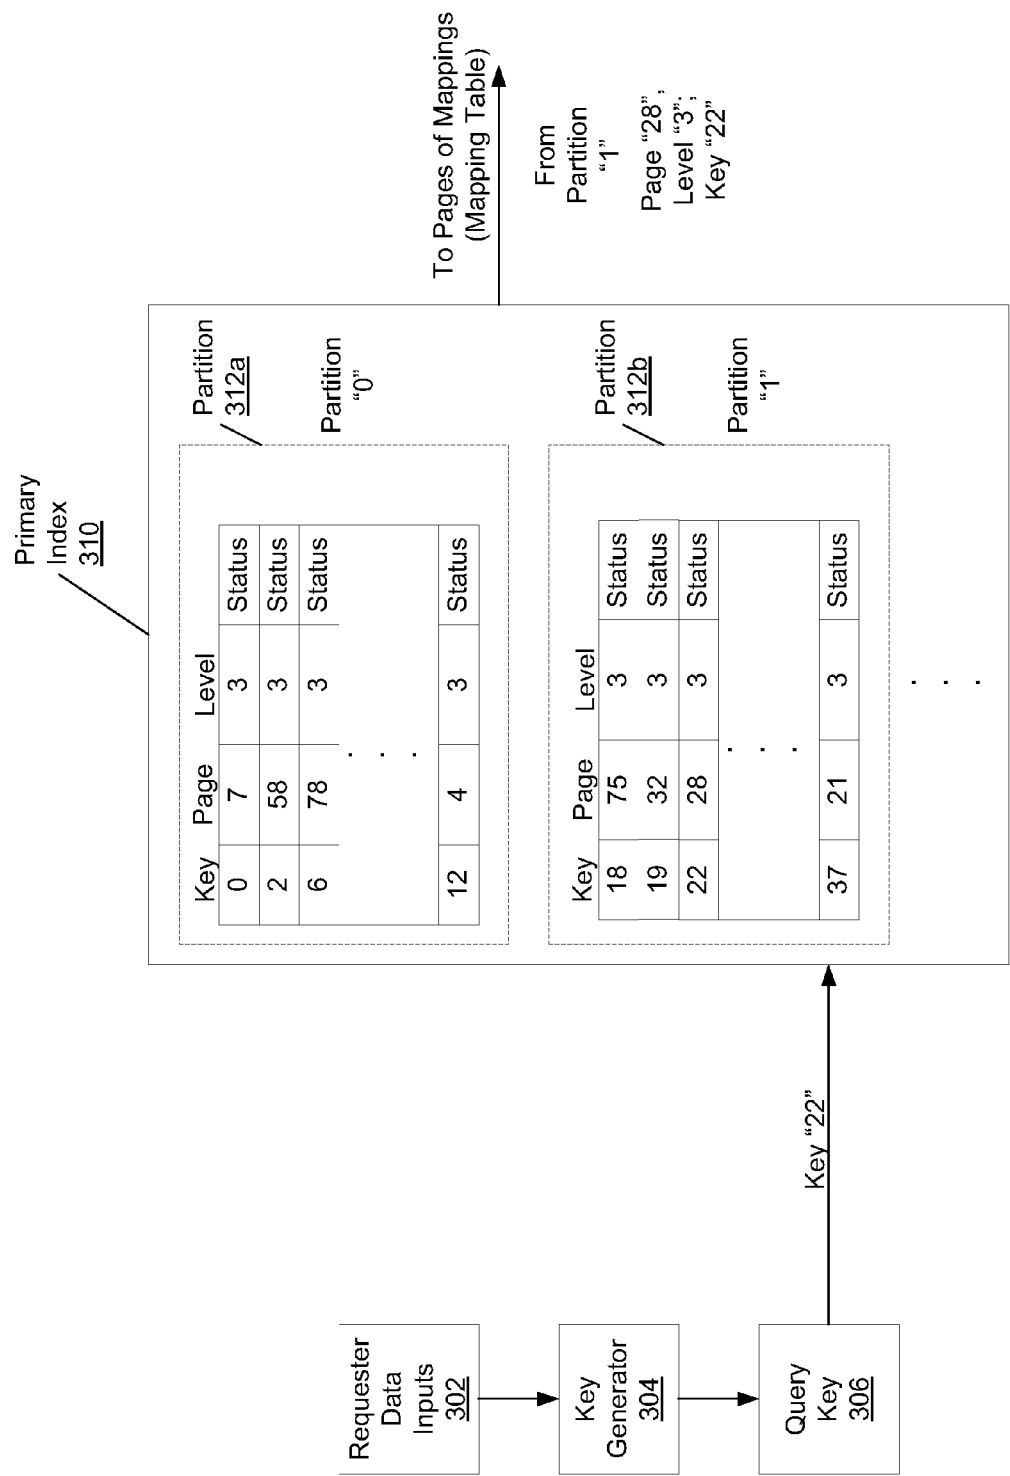 Primary
Index
310
Partition
312a
Partition
“0”
Key Page Level
0 7 3 Status
2 58 3 Status
6 78 3 Status
. . .
12 4 3 Status
Partition
312b
Partition
“1”
Key Page Level
18 75 3 Status
19 32 3 Status
22 28 3 Status
. . .
37 21 3 Status
. . .
To Pages of Mappings
(Mapping Table)
From
Partition
“1”
Page “28”,
Level “3”;
Key “22”
Requester
Data
Inputs
302
Key
Generator
304
Query
Key
306
Key “22”